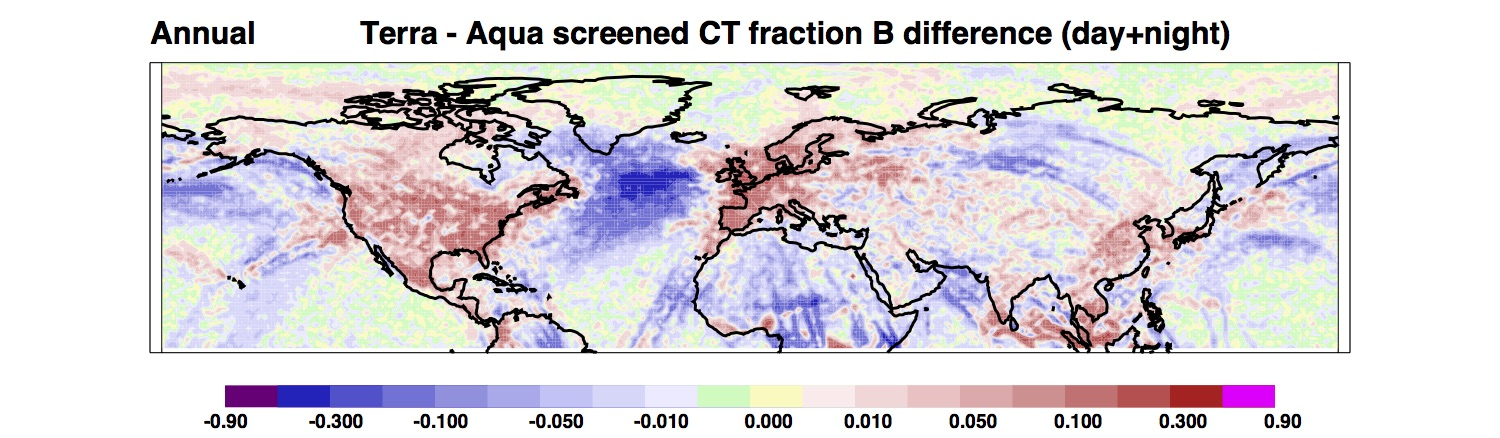 Annual Terra - Aqua screened CT fraction B difference (day+night)
-0.90 -0.300 -0.100 -0.050 -0.010 0.000 0.010 0.050 0.100 0.300 0.90